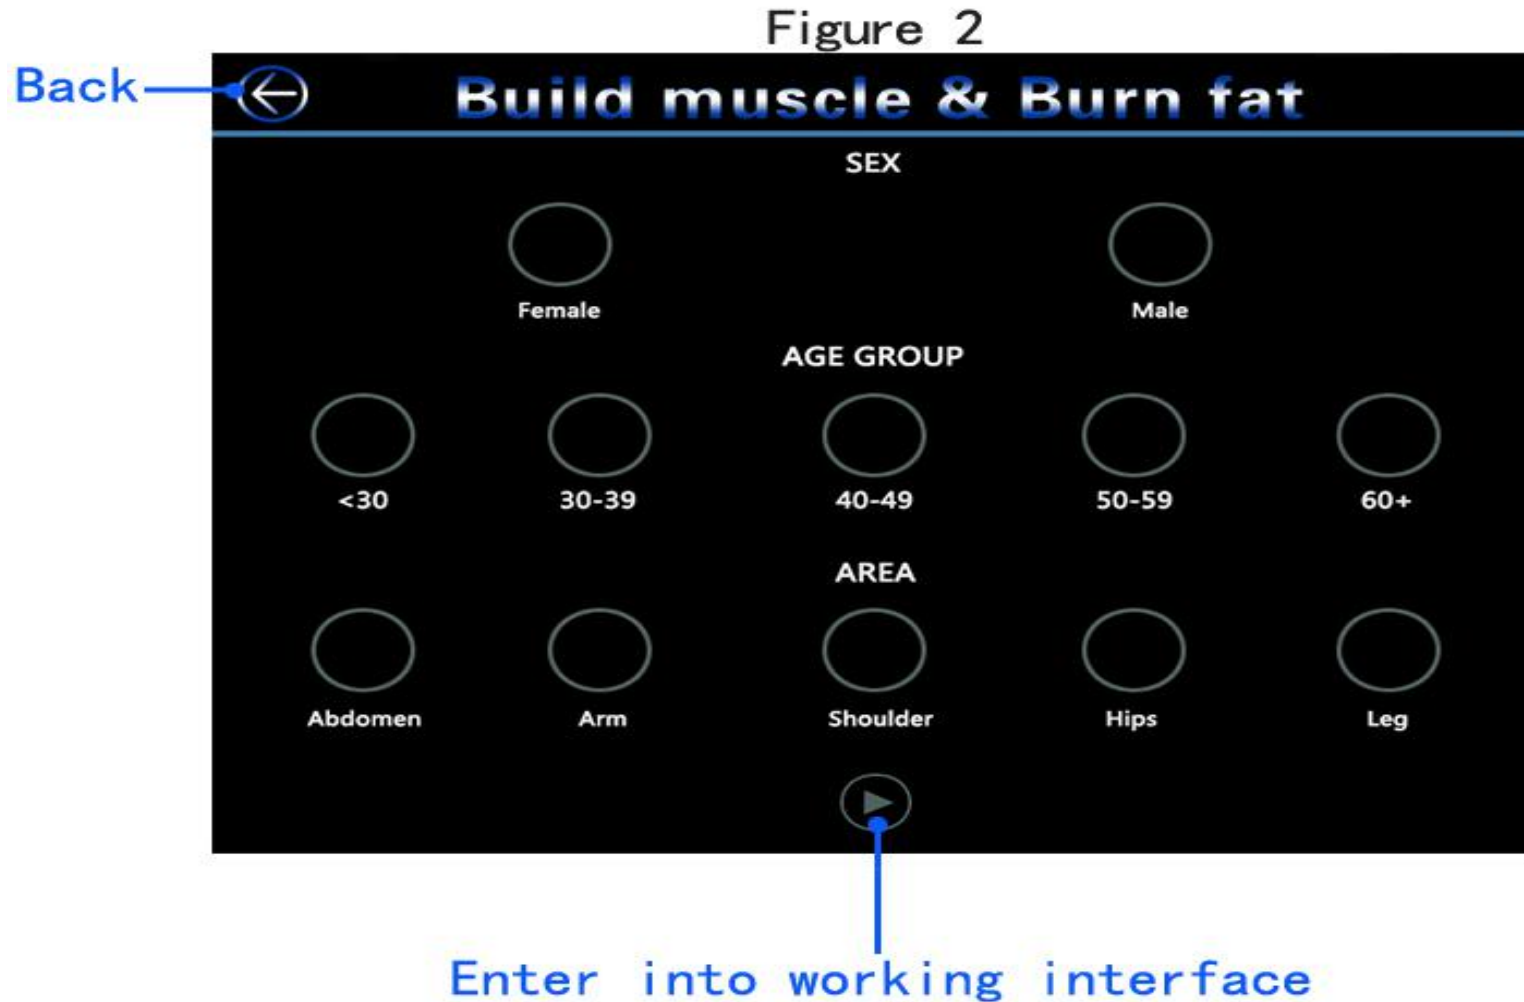 Figure 2
Back
Build muscle & Burn fat
SEX
Female Male
AGE GROUP
<30 30-39 40-49 50-59 60+
AREA
Abdomen Arm Shoulder Hips Leg
Enter into working interface